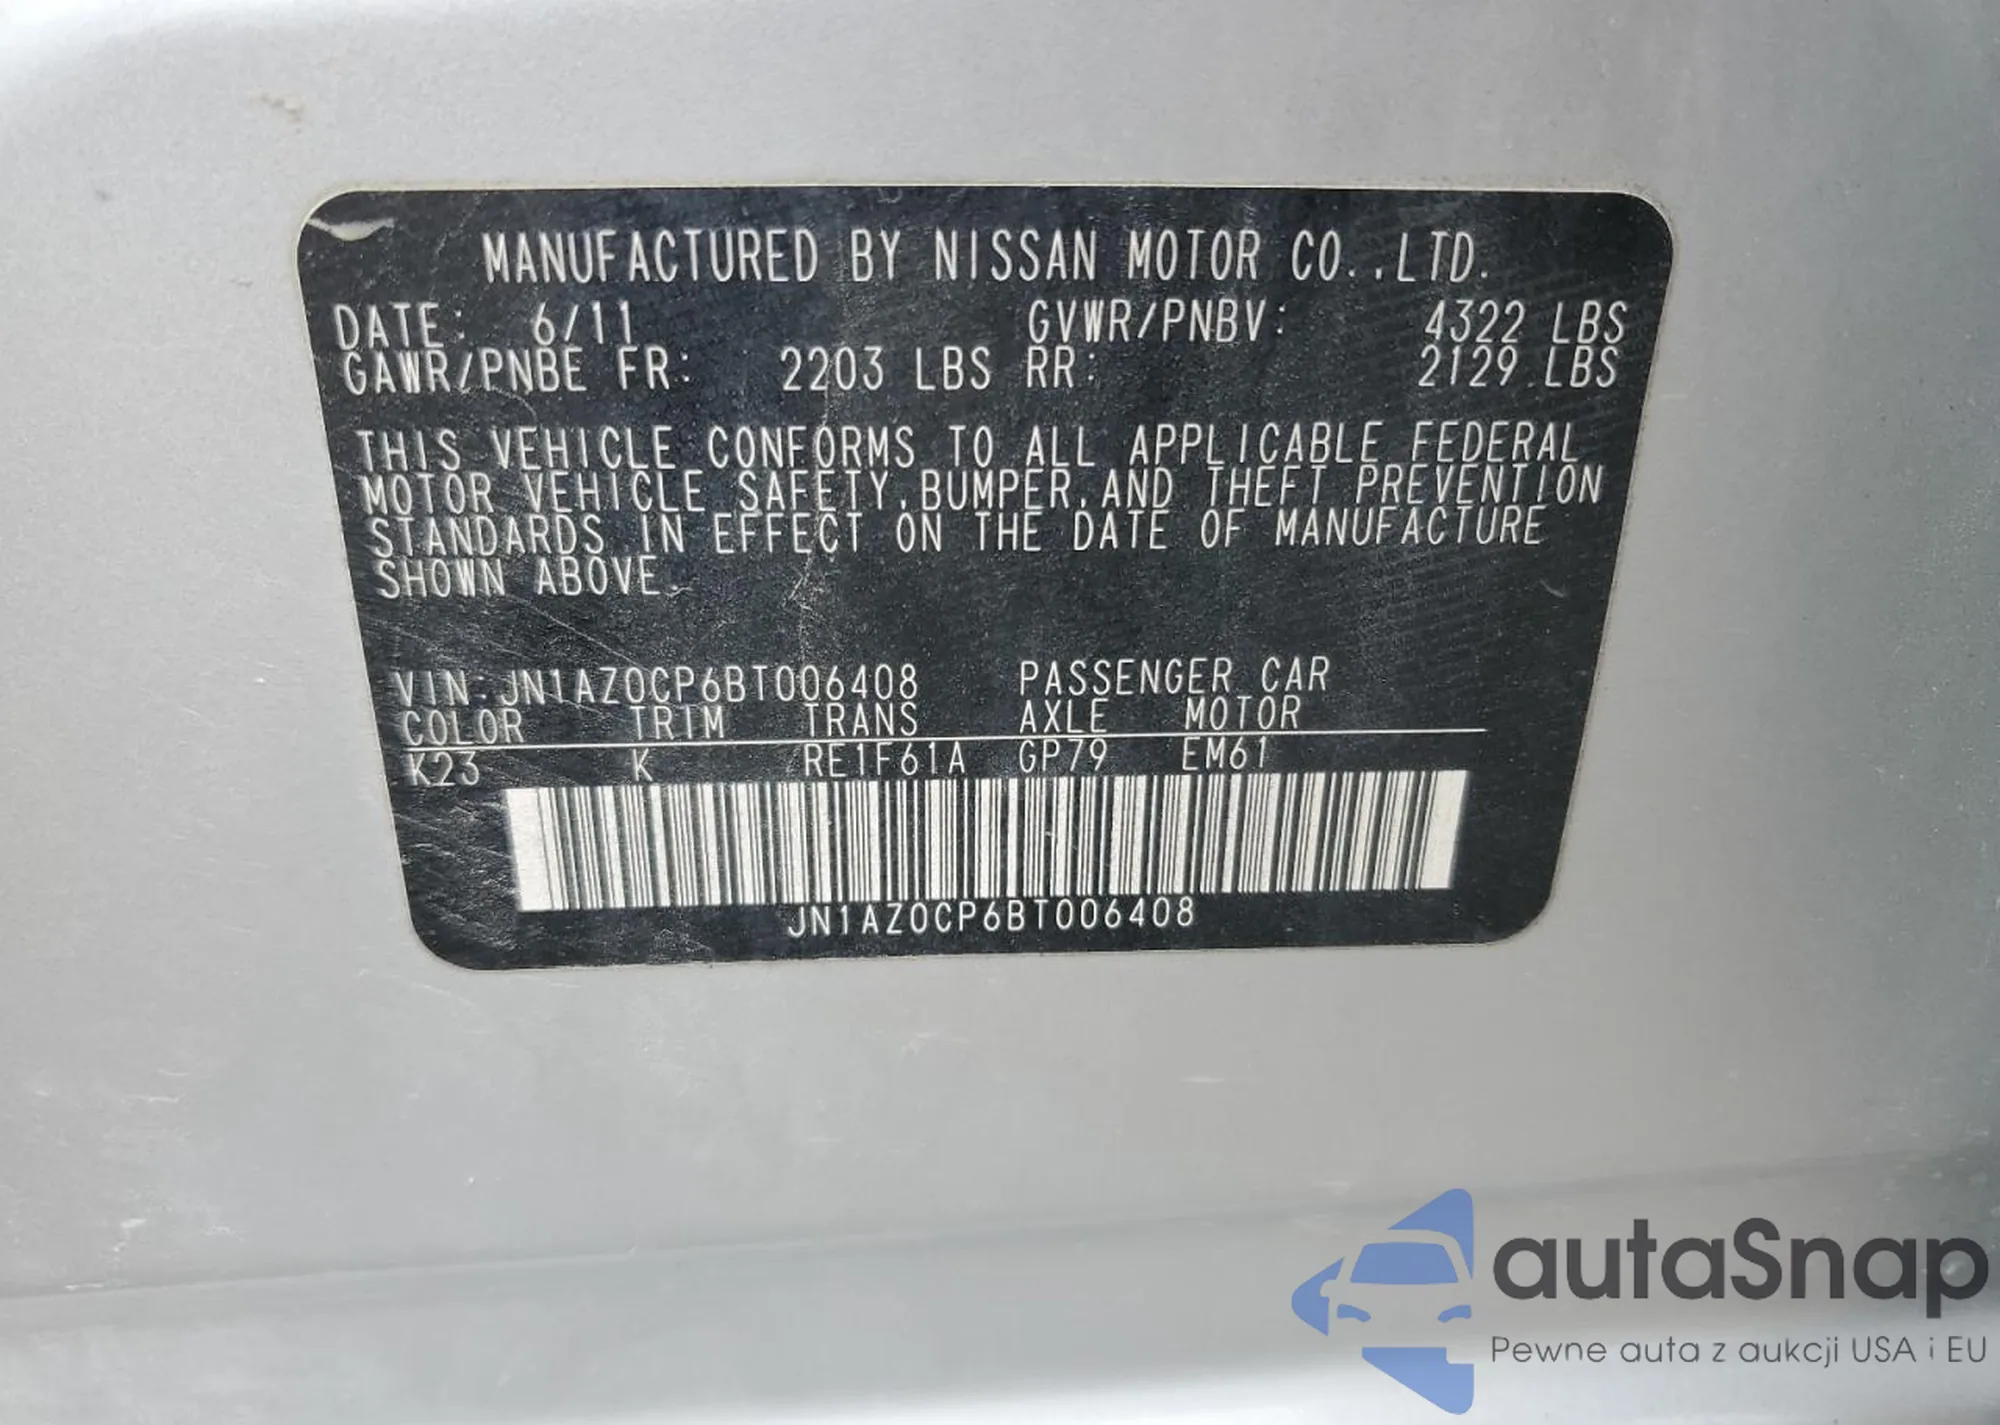 MANUFACTURED BY NISSAN MOTOR CO.,LTD.
DATE: 6/11 GVWR/PNBV: 4322 LBS
GAWR/PNBE FR: 2203 LBS RR: 2129 LBS
THIS VEHICLE CONFORMS TO ALL APPLICABLE FEDERAL
MOTOR VEHICLE SAFETY,BUMPER,AND THEFT PREVENTION
STANDARDS IN EFFECT ON THE DATE OF MANUFACTURE
SHOWN ABOVE.
VIN:JN1AZ0CP6BT006408 PASSENGER CAR
COLOR TRIM TRANS AXLE MOTOR
K23 K RE1F61A GP79 EM61
JN1AZ0CP6BT006408
autaSnap
Pewne auta z aukcji USA i EU